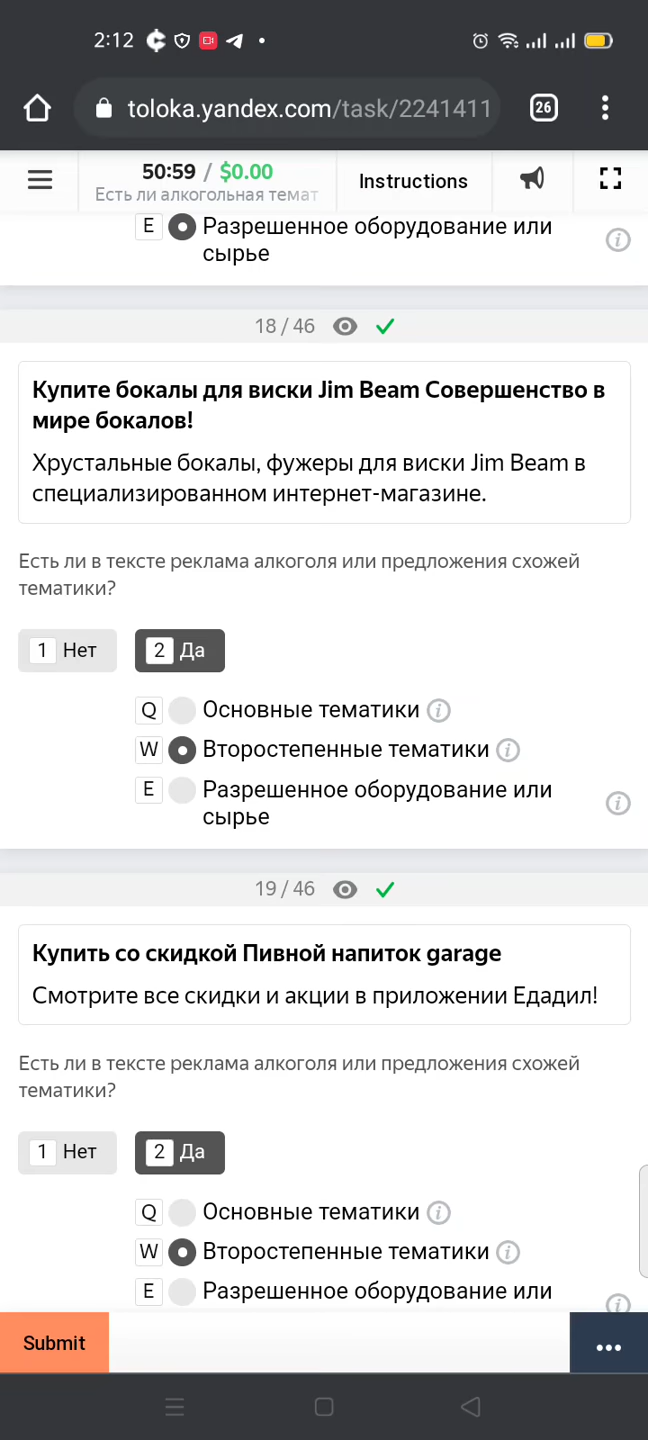 2:12
26
toloka.yandex.com/task/2241411
50:59 / $0.00
Есть ли алкогольная темат
Instructions
E Разрешенное оборудование или
сырье
18 / 46
Купите бокалы для виски Jim Beam Совершенство в
мире бокалов!
Хрустальные бокалы, фужеры для виски Jim Beam в
специализированном интернет-магазине.
Есть ли в тексте реклама алкоголя или предложения схожей
тематики?
1 Нет 2 Да
Q Основные тематики
W Второстепенные тематики
E Разрешенное оборудование или
сырье
19 / 46
Купить со скидкой Пивной напиток garage
Смотрите все скидки и акции в приложении Едадил!
Есть ли в тексте реклама алкоголя или предложения схожей
тематики?
1 Нет 2 Да
Q Основные тематики
W Второстепенные тематики
E Разрешенное оборудование или
Submit